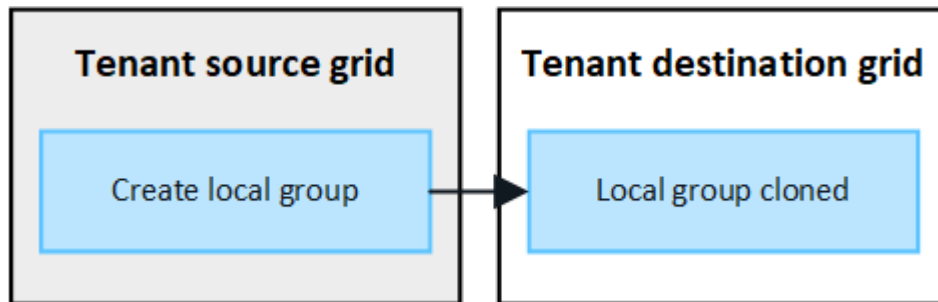 Tenant source grid
Create local group
Tenant destination grid
Local group cloned